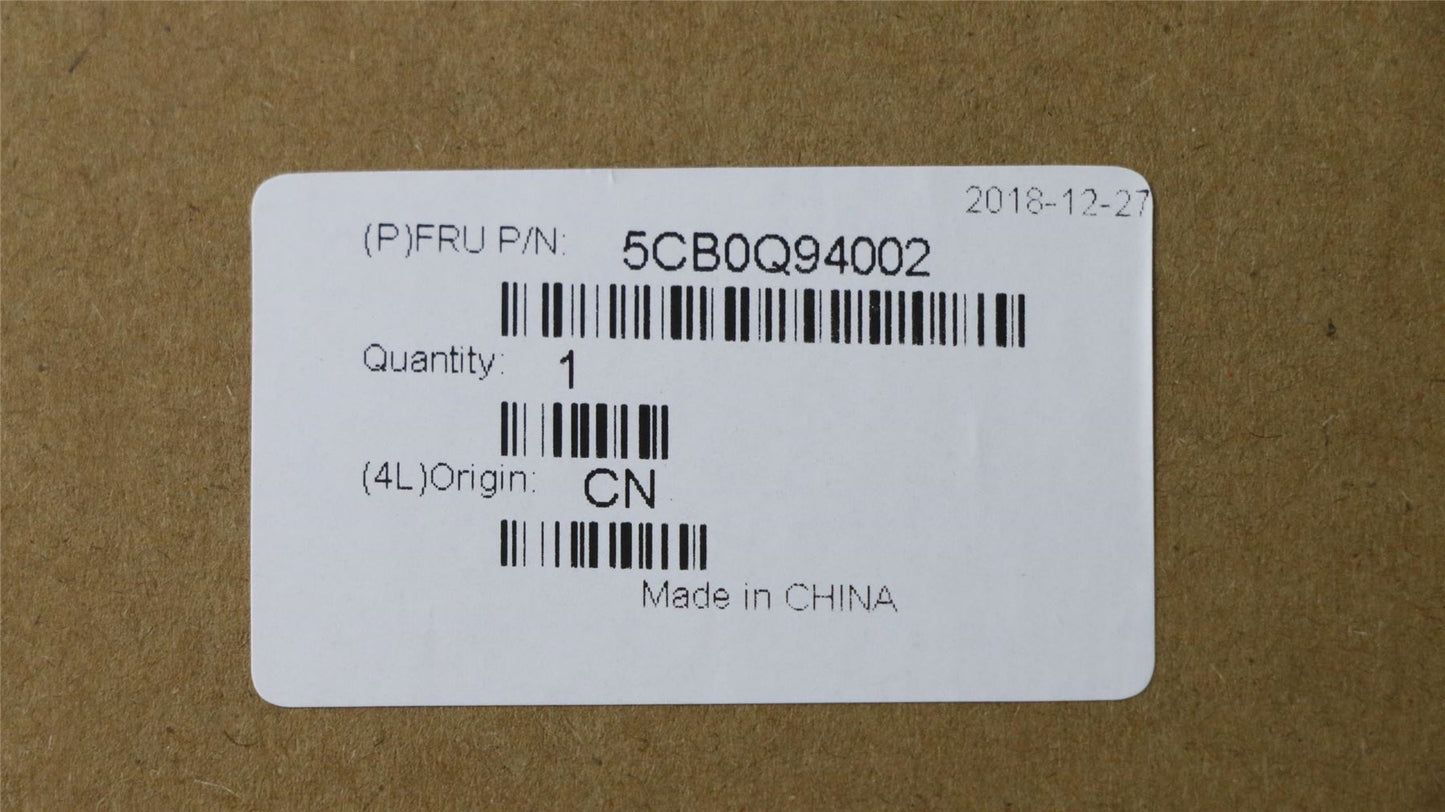 2018-12-27
(P)FRU P/N: 5CB0Q94002
Quantity: 1
(4L)Origin: CN
Made in CHINA